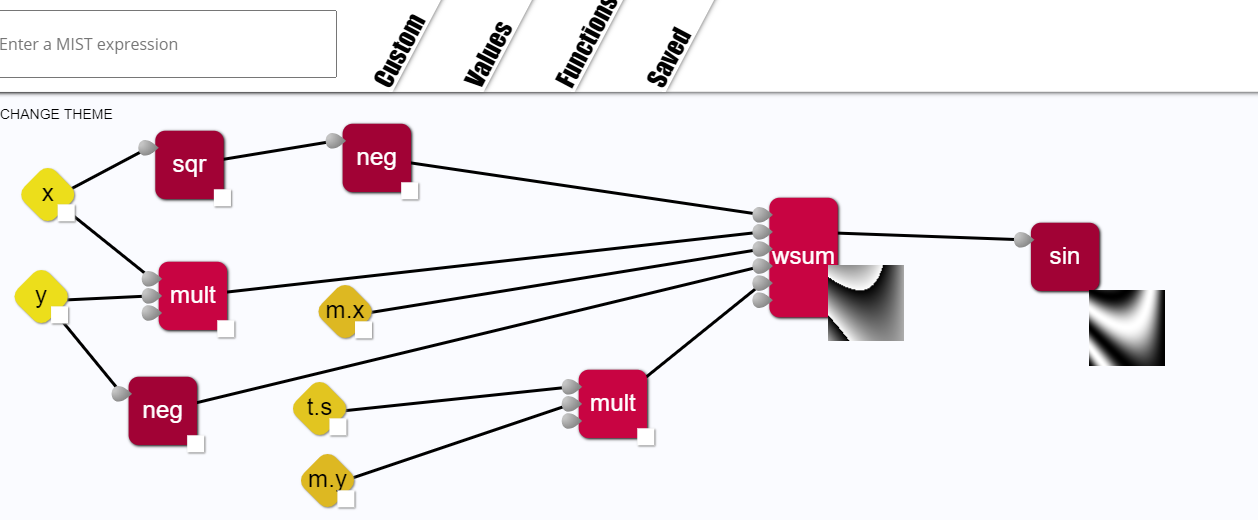 Enter a MIST expression
Custom
Values
Functions
Saved
CHANGE THEME
sqr
neg
x
wsum
sin
mult
y
m.x
neg
t.s
mult
m.y